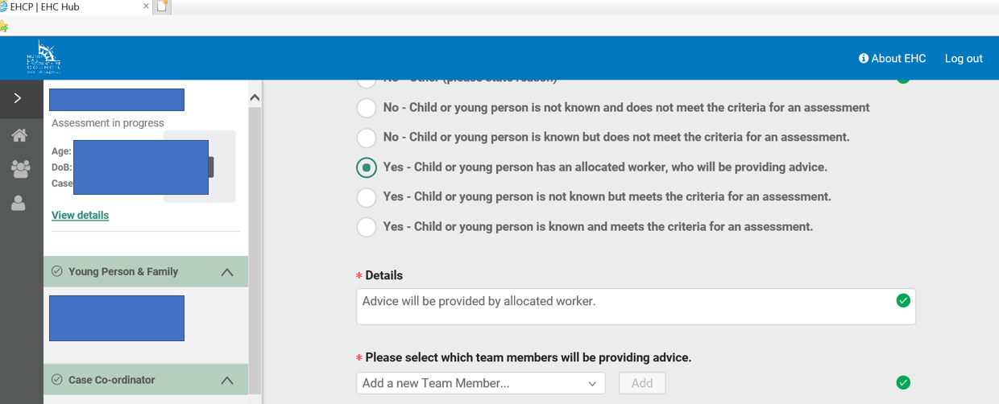 EHCP | EHC Hub
About EHC Log out
No - Other (please state reason)
No - Child or young person is not known and does not meet the criteria for an assessment
Assessment in progress
No - Child or young person is known but does not meet the criteria for an assessment.
Age:
DoB:
Yes - Child or young person has an allocated worker, who will be providing advice.
Case
Yes - Child or young person is not known but meets the criteria for an assessment.
View details
Yes - Child or young person is known and meets the criteria for an assessment.
Young Person & Family
* Details
Advice will be provided by allocated worker.
* Please select which team members will be providing advice.
Case Co-ordinator
Add a new Team Member... Add